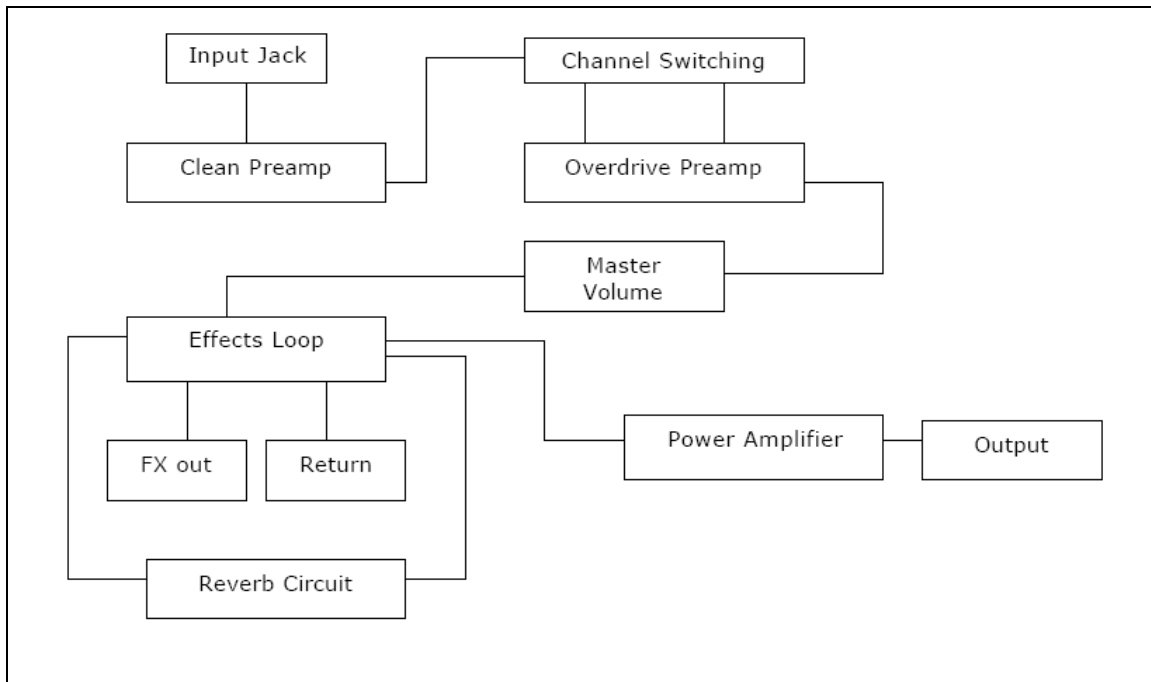 Input Jack
Channel Switching
Clean Preamp
Overdrive Preamp
Master
Volume
Effects Loop
Power Amplifier
Output
FX out
Return
Reverb Circuit